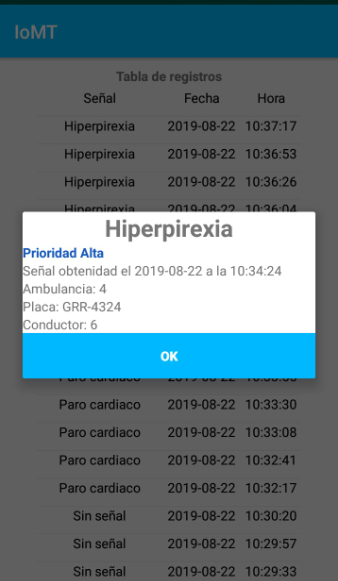 IoMT
Tabla de registros
Señal Fecha Hora
Hiperpirexia 2019-08-22 10:37:17
Hiperpirexia 2019-08-22 10:36:53
Hiperpirexia 2019-08-22 10:36:26
Hiperpirexia 2019-08-22 10:36:04
Hiperpirexia
Prioridad Alta
Señal obtenidad el 2019-08-22 a la 10:34:24
Ambulancia: 4
Placa: GRR-4324
Conductor: 6
OK
Paro cardiaco 2019-08-22
Paro cardiaco 2019-08-22 10:33:30
Paro cardiaco 2019-08-22 10:33:08
Paro cardiaco 2019-08-22 10:32:41
Paro cardiaco 2019-08-22 10:32:17
Sin señal 2019-08-22 10:30:20
Sin señal 2019-08-22 10:29:57
Sin señal 2019-08-22 10:29:33